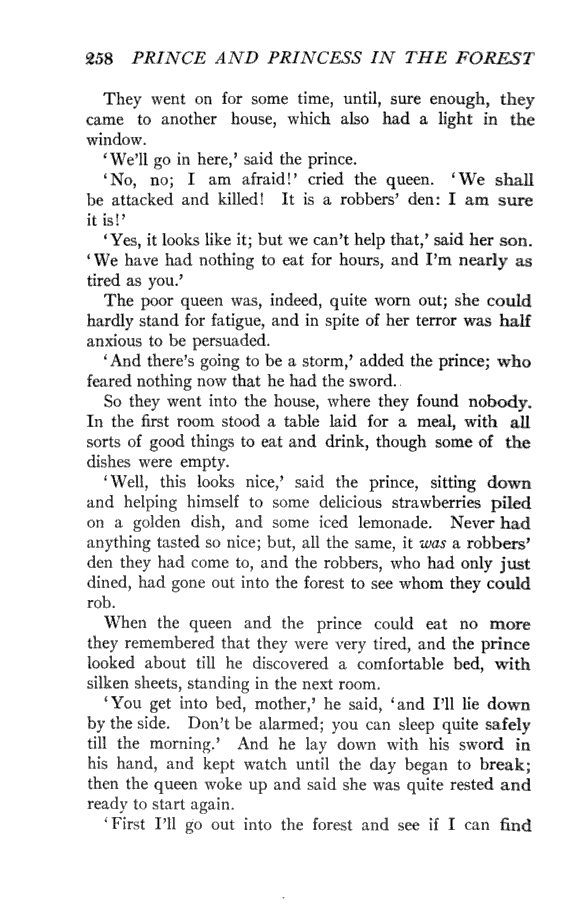 258 PRINCE AND PRINCESS IN THE FOREST
They went on for some time, until, sure enough, they
came to another house, which also had a light in the
window.
‘We’ll go in here,’ said the prince.
‘No, no; I am afraid!’ cried the queen. ‘We shall
be attacked and killed! It is a robbers’ den: I am sure
it is!’
‘Yes, it looks like it; but we can’t help that,’ said her son.
‘We have had nothing to eat for hours, and I’m nearly as
tired as you.’
The poor queen was, indeed, quite worn out; she could
hardly stand for fatigue, and in spite of her terror was half
anxious to be persuaded.
‘And there’s going to be a storm,’ added the prince; who
feared nothing now that he had the sword.
So they went into the house, where they found nobody.
In the first room stood a table laid for a meal, with all
sorts of good things to eat and drink, though some of the
dishes were empty.
‘Well, this looks nice,’ said the prince, sitting down
and helping himself to some delicious strawberries piled
on a golden dish, and some iced lemonade. Never had
anything tasted so nice; but, all the same, it was a robbers’
den they had come to, and the robbers, who had only just
dined, had gone out into the forest to see whom they could
rob.
When the queen and the prince could eat no more
they remembered that they were very tired, and the prince
looked about till he discovered a comfortable bed, with
silken sheets, standing in the next room.
‘You get into bed, mother,’ he said, ‘and I’ll lie down
by the side. Don’t be alarmed; you can sleep quite safely
till the morning.’ And he lay down with his sword in
his hand, and kept watch until the day began to break;
then the queen woke up and said she was quite rested and
ready to start again.
‘First I’ll go out into the forest and see if I can find